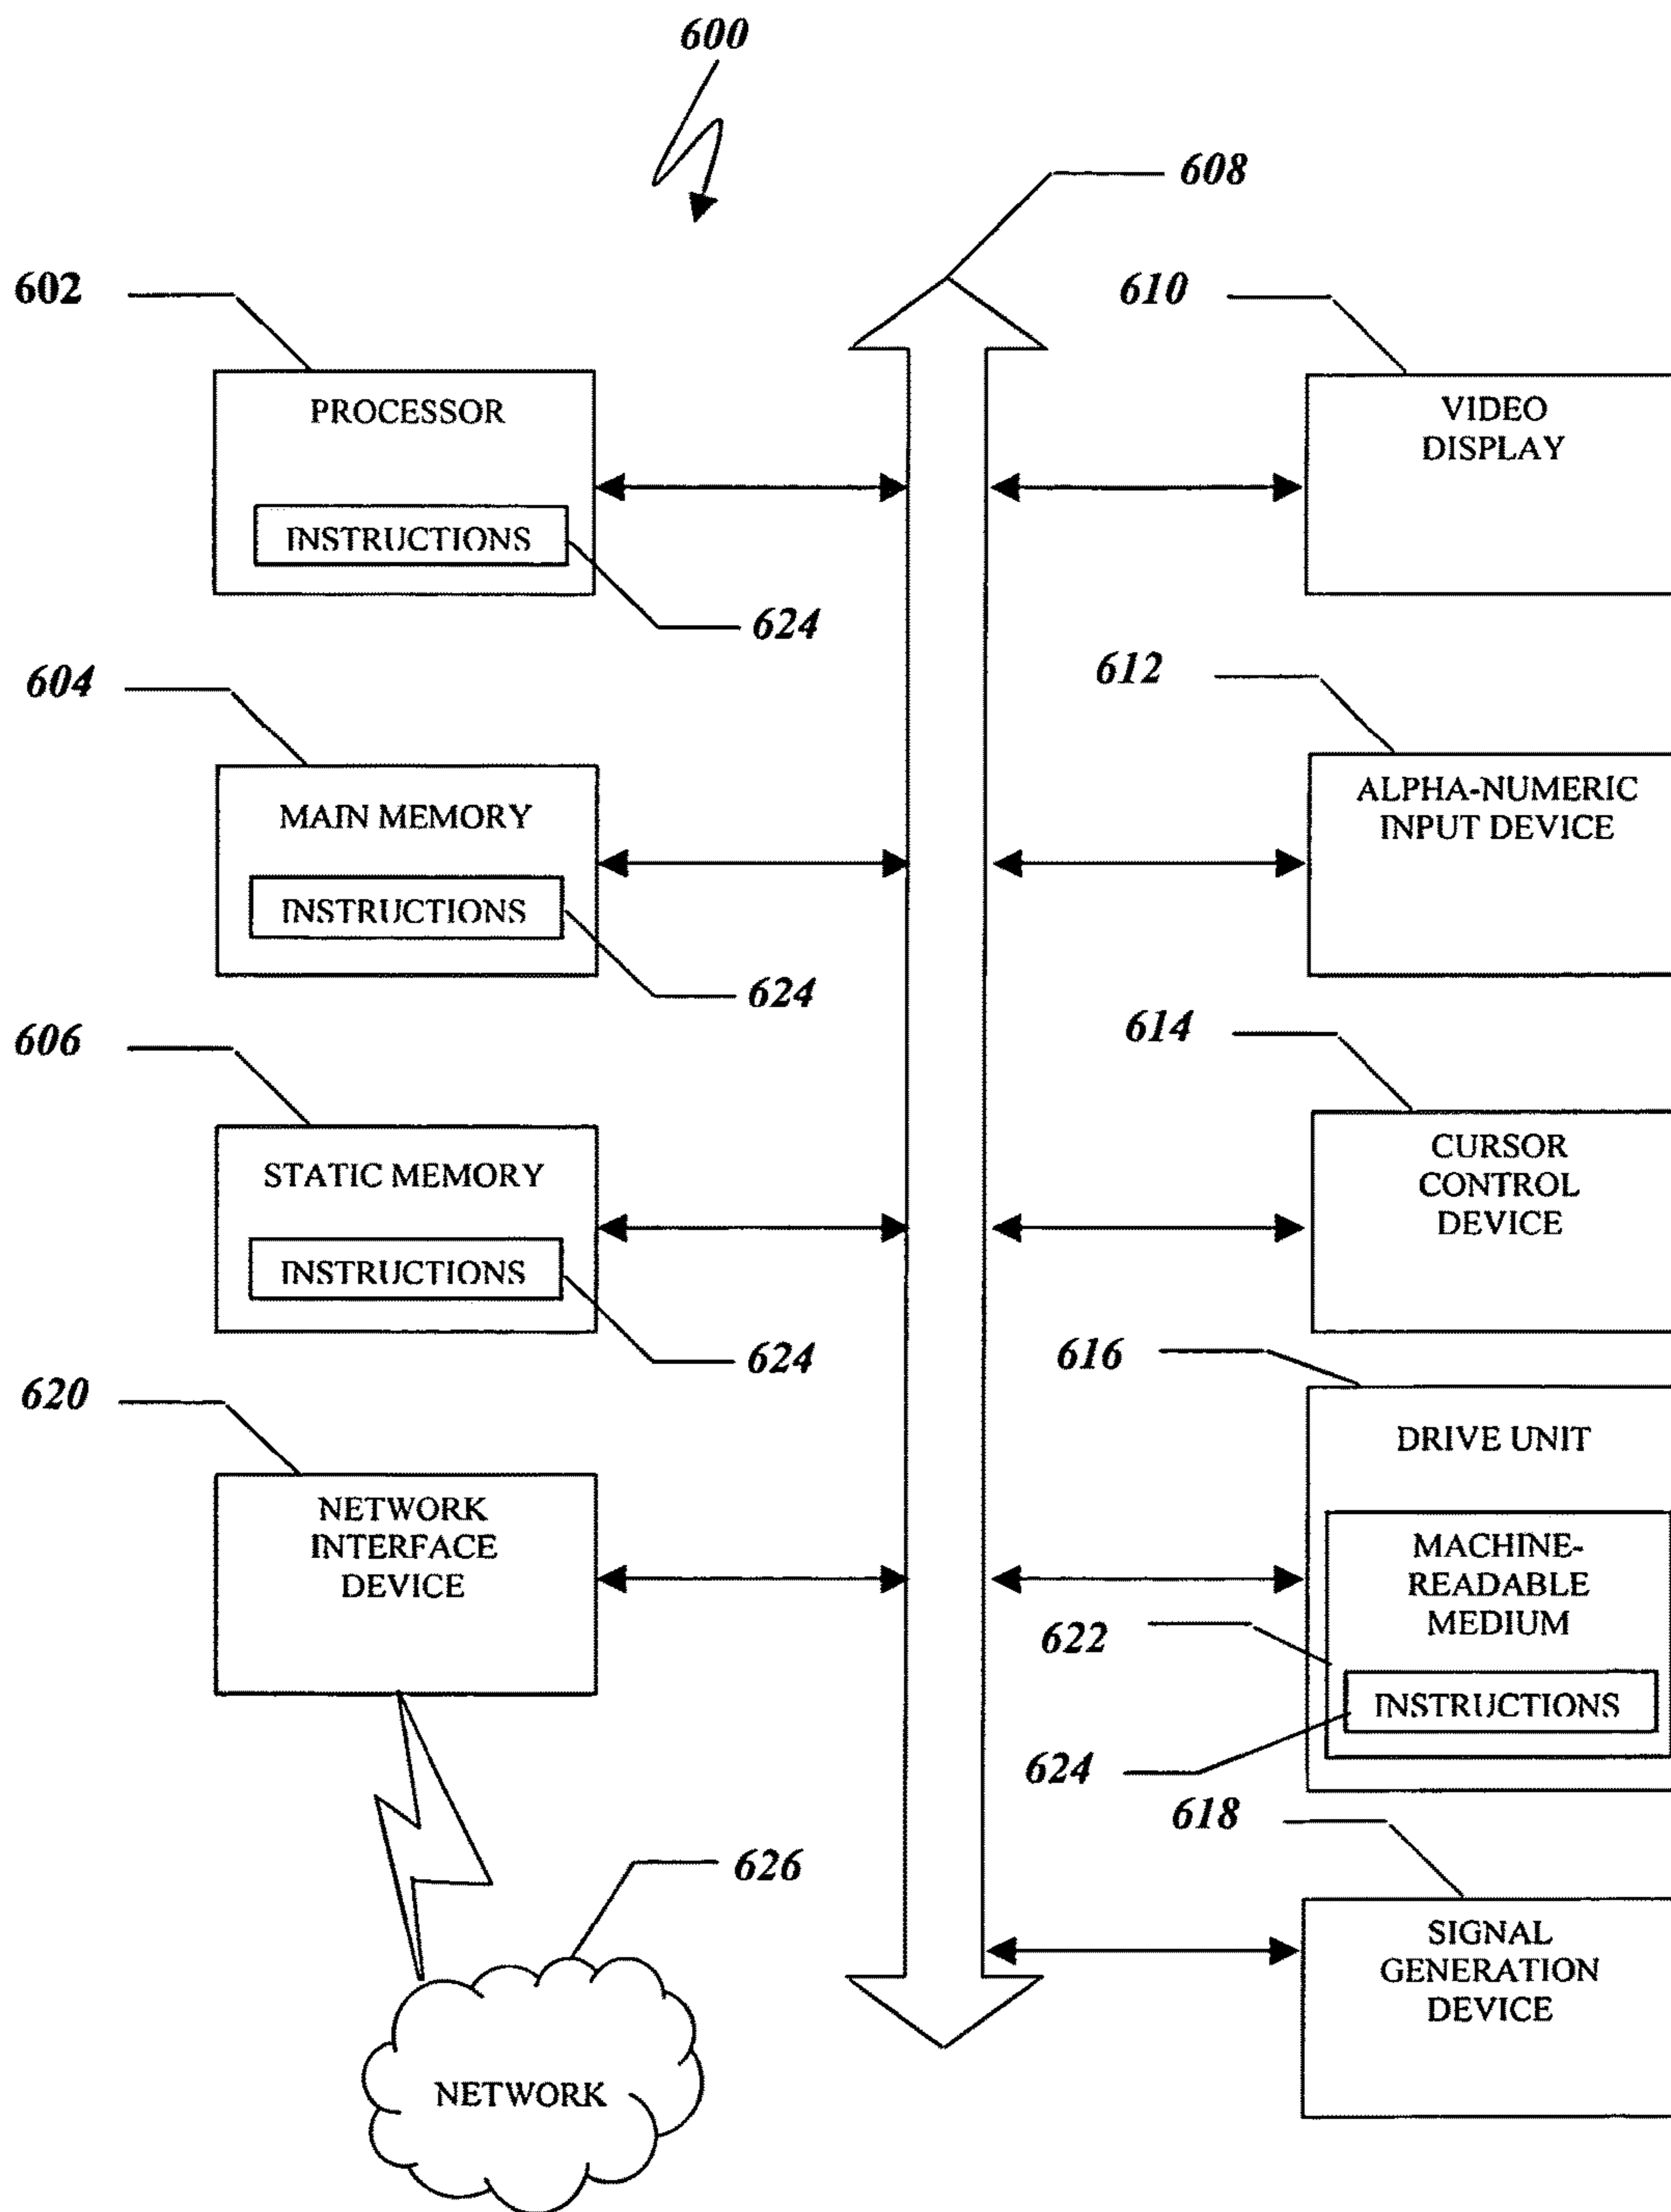 600
608
602
PROCESSOR
INSTRUCTIONS
624
604
MAIN MEMORY
INSTRUCTIONS
624
606
STATIC MEMORY
INSTRUCTIONS
624
620
NETWORK
INTERFACE
DEVICE
626
NETWORK
610
VIDEO
DISPLAY
612
ALPHA-NUMERIC
INPUT DEVICE
614
CURSOR
CONTROL
DEVICE
616
DRIVE UNIT
MACHINE-
READABLE
MEDIUM
622
INSTRUCTIONS
624
618
SIGNAL
GENERATION
DEVICE